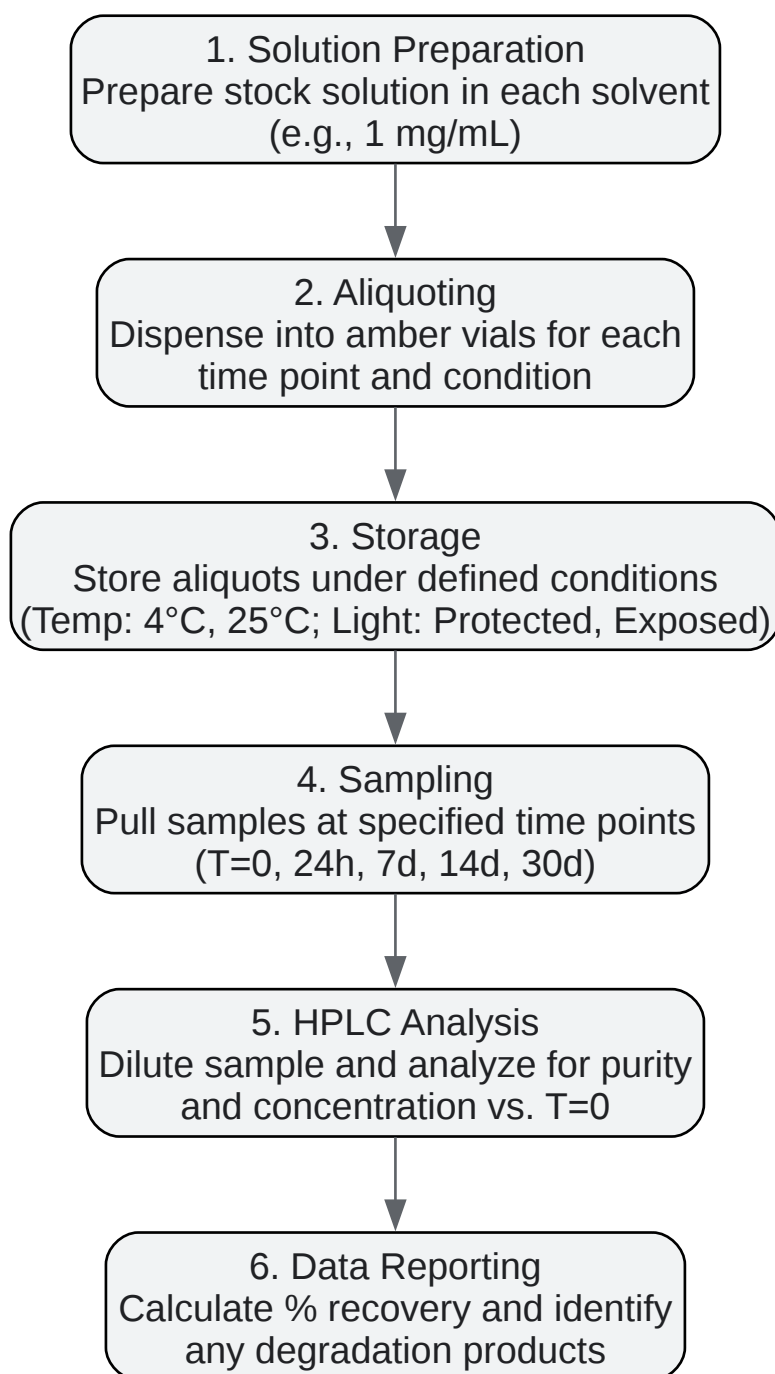 1. Solution Preparation
Prepare stock solution in each solvent
(e.g., 1 mg/mL)
2. Aliquoting
Dispense into amber vials for each
time point and condition
3. Storage
Store aliquots under defined conditions
(Temp: 4°C, 25°C; Light: Protected, Exposed)
4. Sampling
Pull samples at specified time points
(T=0, 24h, 7d, 14d, 30d)
5. HPLC Analysis
Dilute sample and analyze for purity
and concentration vs. T=0
6. Data Reporting
Calculate % recovery and identify
any degradation products